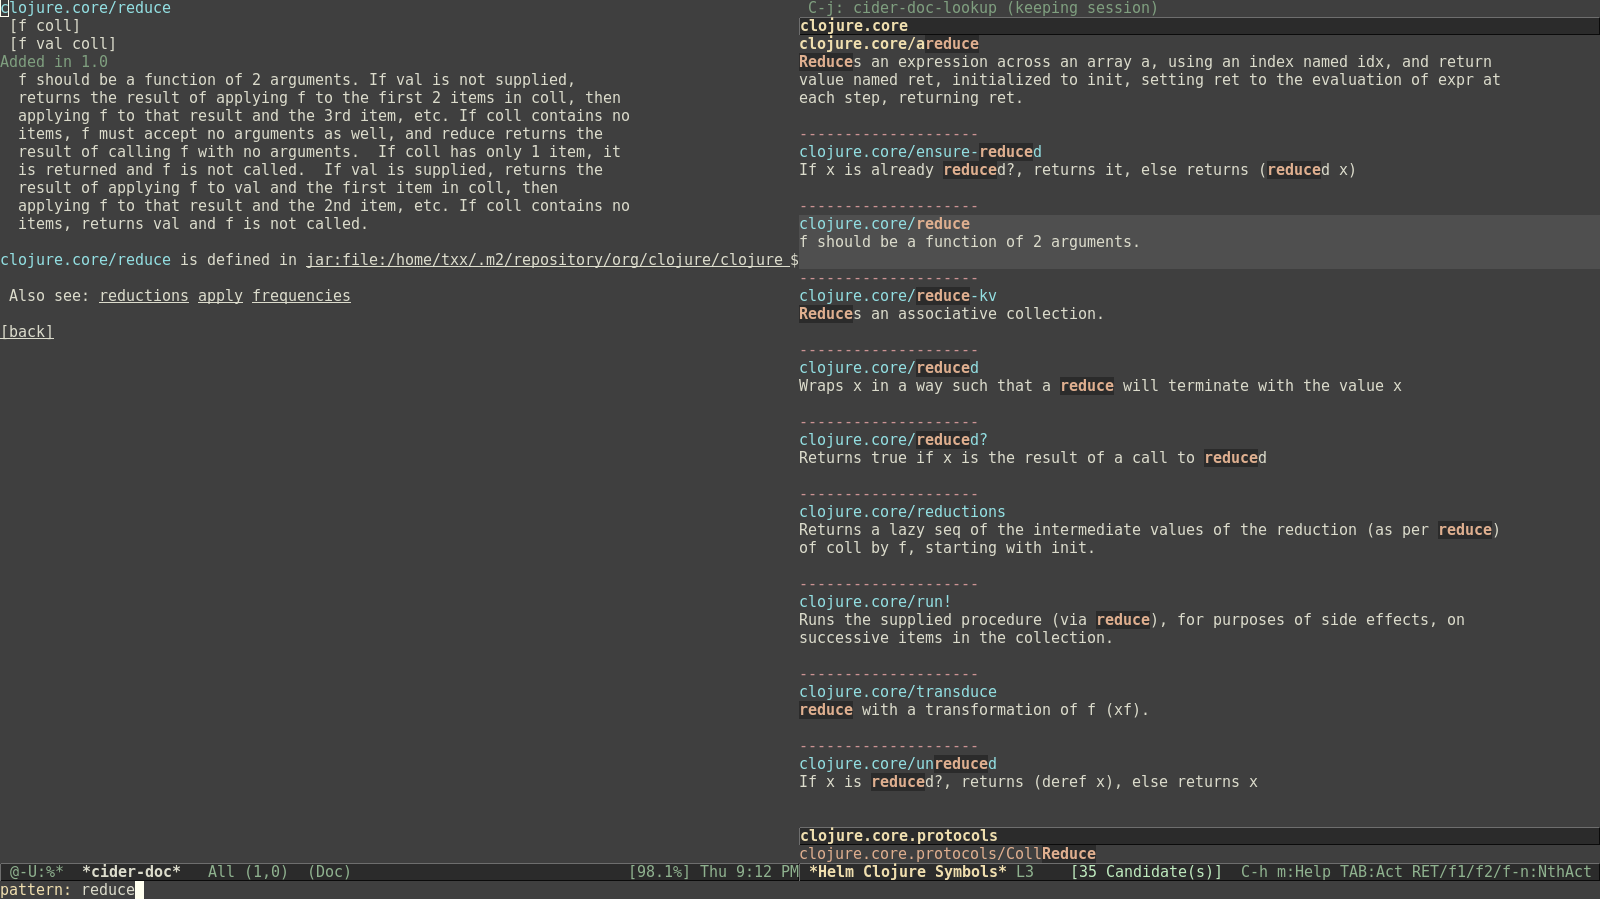 clojure.core/reduce
[f coll]
[f val coll]
Added in 1.0
f should be a function of 2 arguments. If val is not supplied,
returns the result of applying f to the first 2 items in coll, then
applying f to that result and the 3rd item, etc. If coll contains no
items, f must accept no arguments as well, and reduce returns the
result of calling f with no arguments.  If coll has only 1 item, it
is returned and f is not called.  If val is supplied, returns the
result of applying f to val and the first item in coll, then
applying f to that result and the 2nd item, etc. If coll contains no
items, returns val and f is not called.
clojure.core/reduce is defined in jar:file:/home/txx/.m2/repository/org/clojure/clojure $
Also see: reductions apply frequencies
[back]
@-U:%*  *cider-doc*   All (1,0)  (Doc)   [98.1%] Thu 9:12 PM
C-j: cider-doc-lookup (keeping session)
clojure.core
clojure.core/areduce
Reduces an expression across an array a, using an index named idx, and return
value named ret, initialized to init, setting ret to the evaluation of expr at
each step, returning ret.
--------------------
clojure.core/ensure-reduced
If x is already reduced?, returns it, else returns (reduced x)
--------------------
clojure.core/reduce
f should be a function of 2 arguments.
--------------------
clojure.core/reduce-kv
Reduces an associative collection.
--------------------
clojure.core/reduced
Wraps x in a way such that a reduce will terminate with the value x
--------------------
clojure.core/reduced?
Returns true if x is the result of a call to reduced
--------------------
clojure.core/reductions
Returns a lazy seq of the intermediate values of the reduction (as per reduce)
of coll by f, starting with init.
--------------------
clojure.core/run!
Runs the supplied procedure (via reduce), for purposes of side effects, on
successive items in the collection.
--------------------
clojure.core/transduce
reduce with a transformation of f (xf).
--------------------
clojure.core/unreduced
If x is reduced?, returns (deref x), else returns x
clojure.core.protocols
clojure.core.protocols/CollReduce
*Helm Clojure Symbols* L3    [35 Candidate(s)]  C-h m:Help TAB:Act RET/f1/f2/f-n:NthAct
pattern: reduce